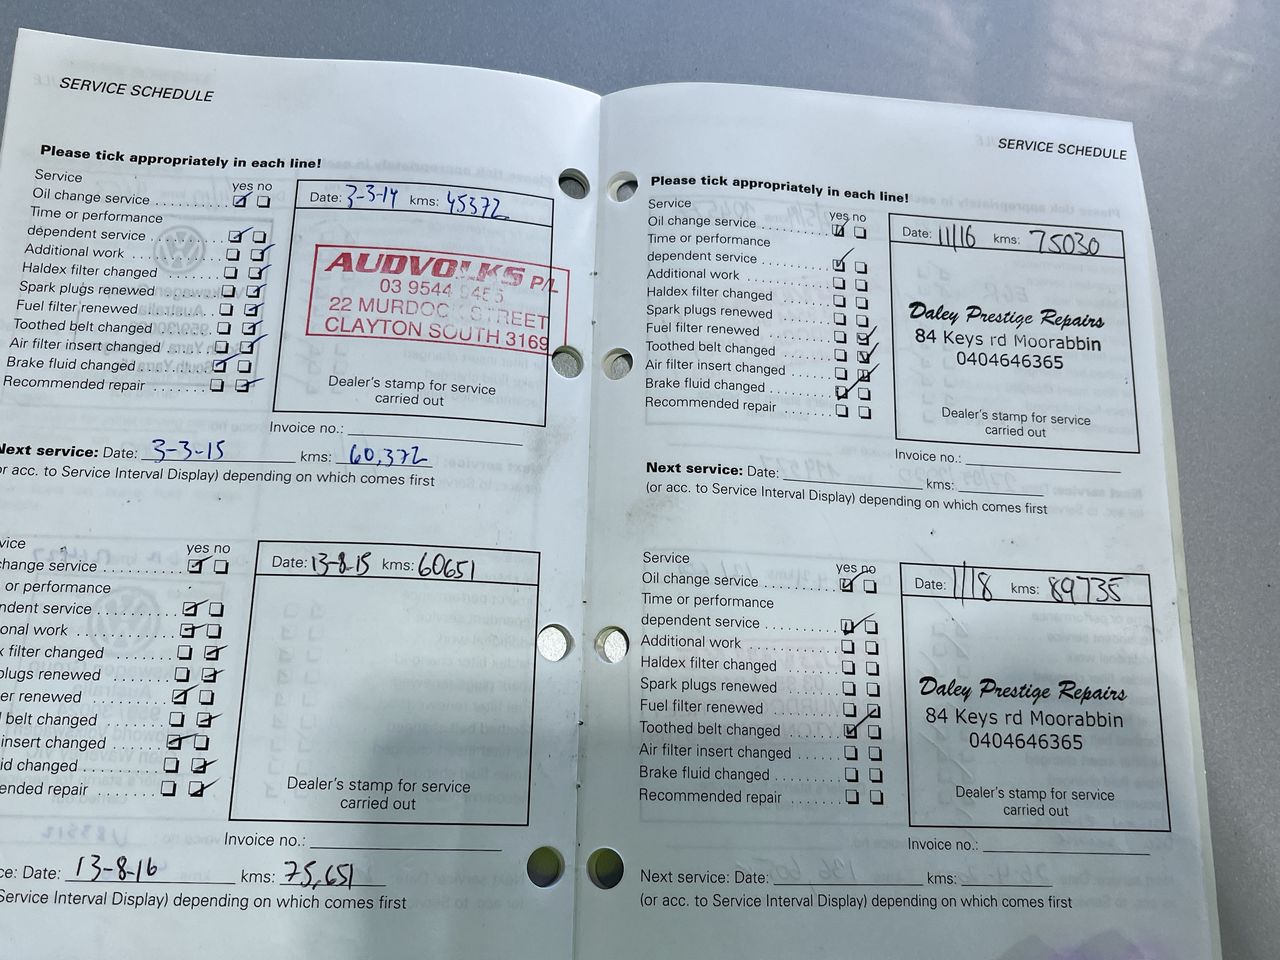 SERVICE SCHEDULE
Please tick appropriately in each line!
Service yes no
Oil change service
Time or performance
dependent service
Additional work
Haldex filter changed
Spark plugs renewed
Fuel filter renewed
Toothed belt changed
Air filter insert changed
Brake fluid changed
Recommended repair
Date: 3-3-14 kms: 45372
AUDVOLKS P/L
03 9544
22 MURDOC STREET
CLAYTON SOUTH 3169
Dealer's stamp for service
carried out
Invoice no.:
Next service: Date: 3-3-15 kms: 60,372
or acc. to Service Interval Display) depending on which comes first
vice yes no
change service
or performance
ndent service
onal work
x filter changed
plugs renewed
er renewed
d belt changed
insert changed
id changed
ended repair
Date: 13-8-15 kms: 60651
Dealer's stamp for service
carried out
Invoice no.:
ce: Date: 13-8-16 kms: 75,651
Service Interval Display) depending on which comes first
SERVICE SCHEDULE
Please tick appropriately in each line!
Service yes no
Oil change service
Time or performance
dependent service
Additional work
Haldex filter changed
Spark plugs renewed
Fuel filter renewed
Toothed belt changed
Air filter insert changed
Brake fluid changed
Recommended repair
Date: 11/16 kms: 75030
Daley Prestige Repairs
84 Keys rd Moorabbin
0404646365
Dealer's stamp for service
carried out
Invoice no.:
Next service: Date: kms:
(or acc. to Service Interval Display) depending on which comes first
Service yes no
Oil change service
Time or performance
dependent service
Additional work
Haldex filter changed
Spark plugs renewed
Fuel filter renewed
Toothed belt changed
Air filter insert changed
Brake fluid changed
Recommended repair
Date: 1/18 kms: 89735
Daley Prestige Repairs
84 Keys rd Moorabbin
0404646365
Dealer's stamp for service
carried out
Invoice no.:
Next service: Date: kms:
(or acc. to Service Interval Display) depending on which comes first